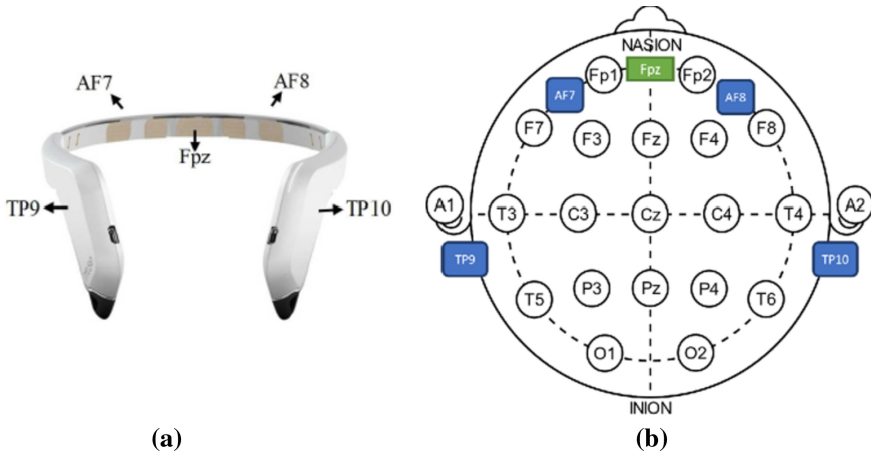 AF7 AF8
Fpz
TP9 TP10
(a)
NASION
Fp1 Fpz Fp2
AF7 AF8
F7 F3 Fz F4 F8
A1 T3 C3 Cz C4 T4 A2
TP9 TP10
T5 P3 Pz P4 T6
O1 O2
INION
(b)